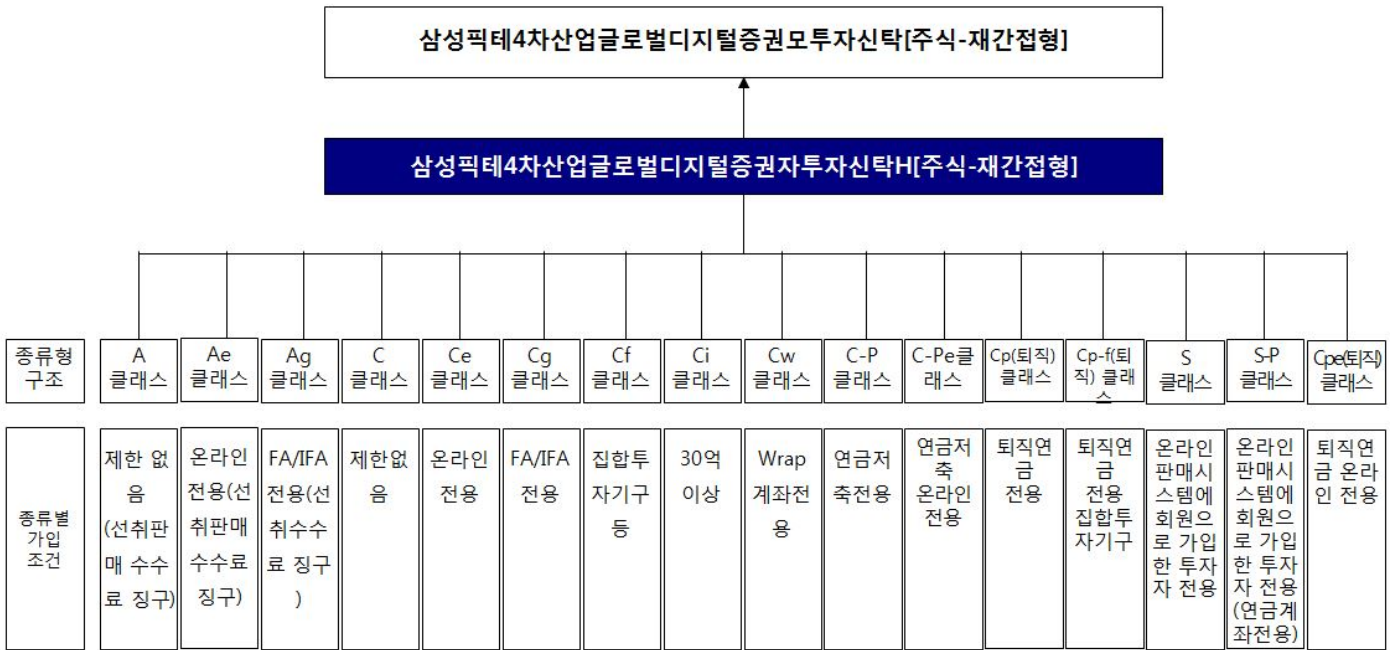 삼성픽테4차산업글로벌디지털증권모투자신탁[주식-재간접형]
삼성픽테4차산업글로벌디지털증권자투자신탁H[주식-재간접형]
종류형
구조
A
클래스
Ae
클래스
Ag
클래스
C
클래스
Ce
클래스
Cg
클래스
Cf
클래스
Ci
클래스
Cw
클래스
C-P
클래스
C-Pe클
래스
Cp(퇴직)
클래스
Cp-f(퇴
직) 클래
스
S
클래스
S-P
클래스
Cpe(퇴직)
클래스
종류별
가입
조건
제한 없
음
(선취판
매 수수
료 징구)
온라인
전용(선
취판매
수수료
징구)
FA/IFA
전용(선
취수수
료 징구
)
제한없
음
온라인
전용
FA/IFA
전용
집합투
자기구
등
30억
이상
Wrap
계좌전
용
연금저
축전용
연금저
축
온라인
전용
퇴직연
금
전용
퇴직연
금
전용
집합투
자기구
온라인
판매시
스템에
회원으
로 가입
한 투자
자 전용
온라인
판매시
스템에
회원으
로 가입
한 투자
자 전용
(연금계
좌전용)
퇴직연
금 온라
인 전용